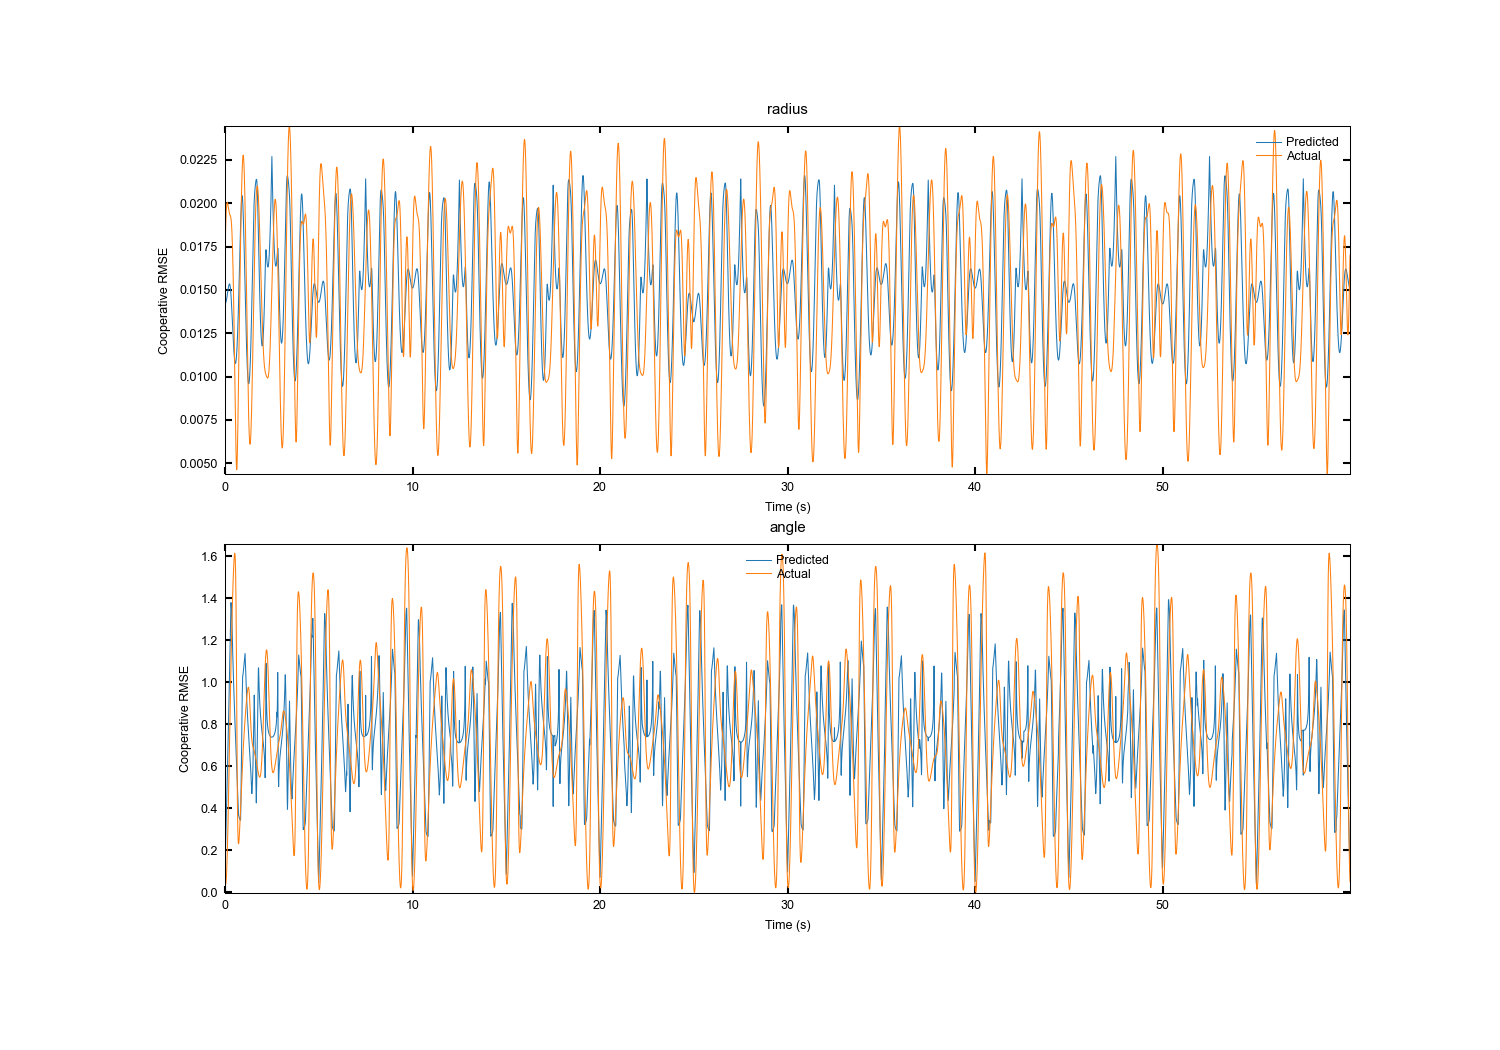 radius
Cooperative RMSE
0.0225
0.0200
0.0175
0.0150
0.0125
0.0100
0.0075
0.0050
Predicted
Actual
0 10 20 30 40 50
Time (s)
angle
Cooperative RMSE
1.6
1.4
1.2
1.0
0.8
0.6
0.4
0.2
0.0
Predicted
Actual
0 10 20 30 40 50
Time (s)